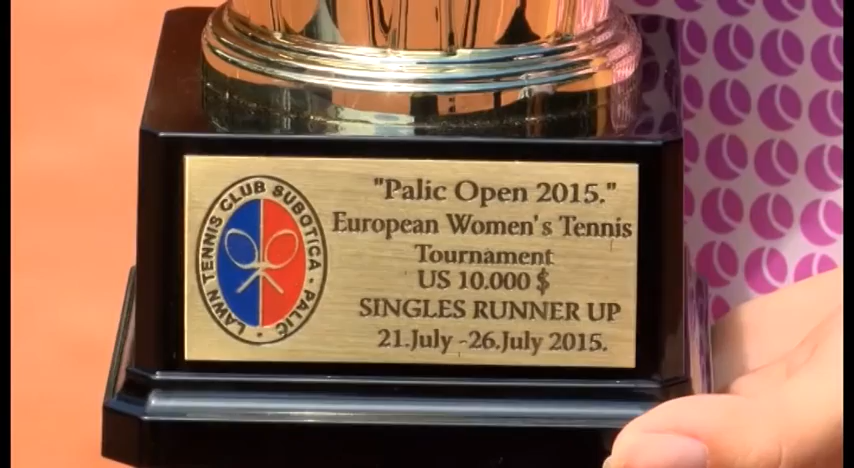 LAWN TENNIS CLUB SUBOTICA · PALIC ·
"Palic Open 2015."
European Women's Tennis
Tournament
US 10.000 $
SINGLES RUNNER UP
21.July -26.July 2015.